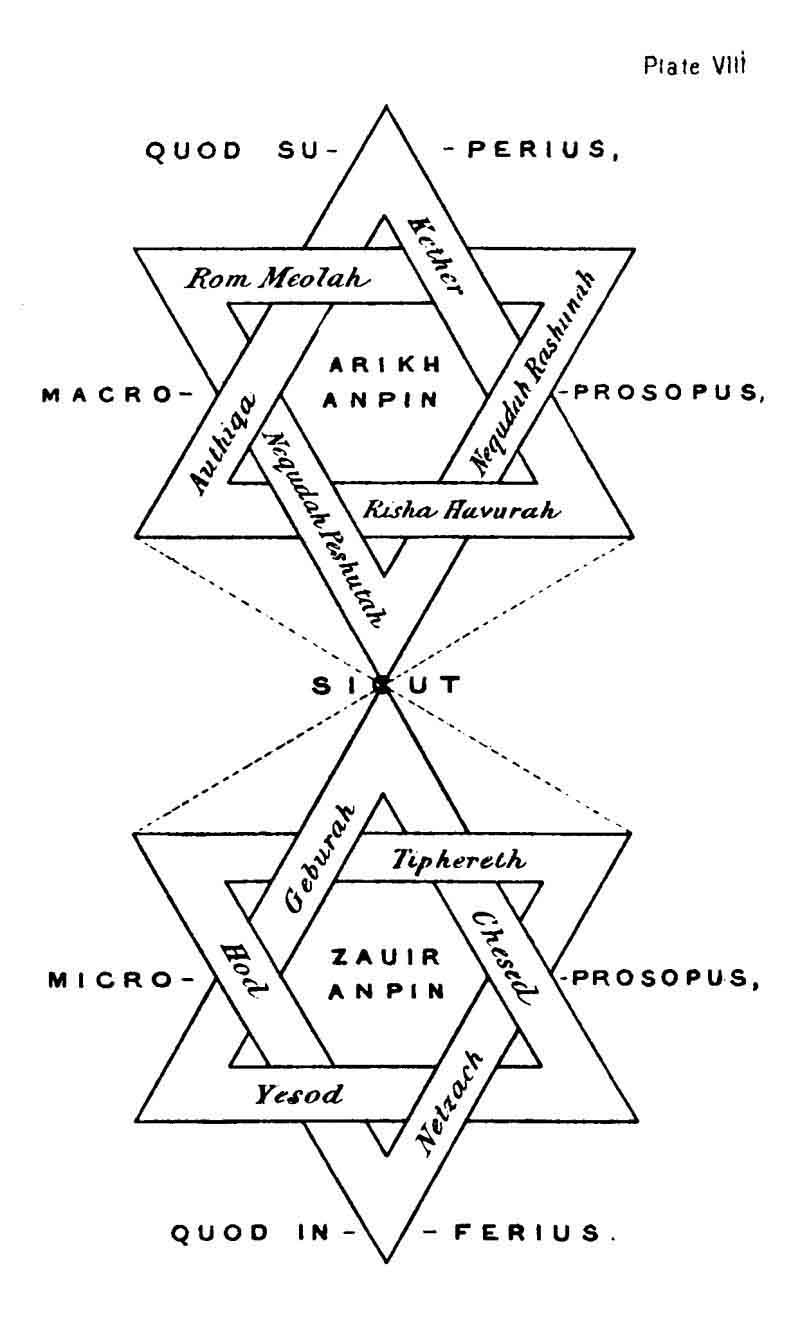 Plate VIII
QUOD SU- -PERIUS,
Kether
Rom Meolah
Nequdah Rashunah
ARIKH
ANPIN
MACRO- -PROSOPUS,
Authiqa
Nequdah Peshutah
Risha Havurah
SICUT
Geburah
Tiphereth
Chesed
Hod
ZAUIR
ANPIN
MICRO- -PROSOPUS,
Netzach
Yesod
QUOD IN- -FERIUS.